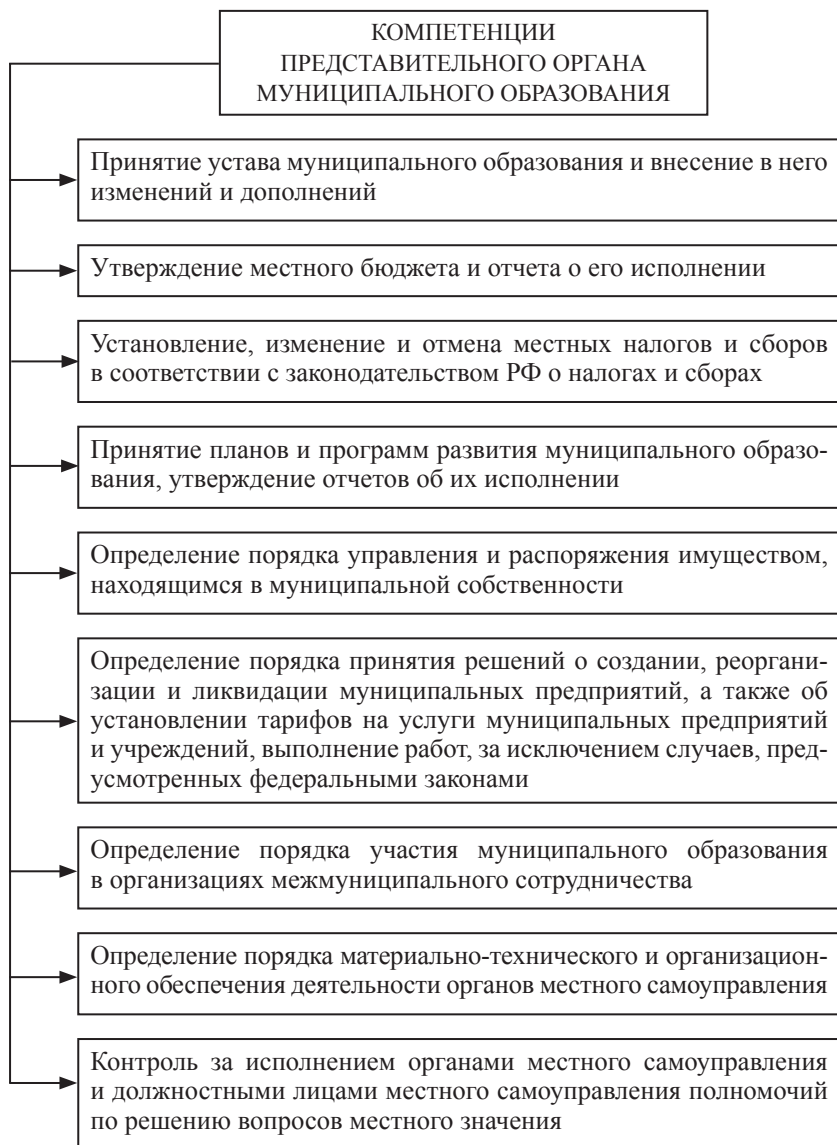 КОМПЕТЕНЦИИ
ПРЕДСТАВИТЕЛЬНОГО ОРГАНА
МУНИЦИПАЛЬНОГО ОБРАЗОВАНИЯ
Принятие устава муниципального образования и внесение в него
изменений и дополнений
Утверждение местного бюджета и отчета о его исполнении
Установление, изменение и отмена местных налогов и сборов
в соответствии с законодательством РФ о налогах и сборах
Принятие планов и программ развития муниципального образо-
вания, утверждение отчетов об их исполнении
Определение порядка управления и распоряжения имуществом,
находящимся в муниципальной собственности
Определение порядка принятия решений о создании, реоргани-
зации и ликвидации муниципальных предприятий, а также об
установлении тарифов на услуги муниципальных предприятий
и учреждений, выполнение работ, за исключением случаев, пред-
усмотренных федеральными законами
Определение порядка участия муниципального образования
в организациях межмуниципального сотрудничества
Определение порядка материально-технического и организацион-
ного обеспечения деятельности органов местного самоуправления
Контроль за исполнением органами местного самоуправления
и должностными лицами местного самоуправления полномочий
по решению вопросов местного значения